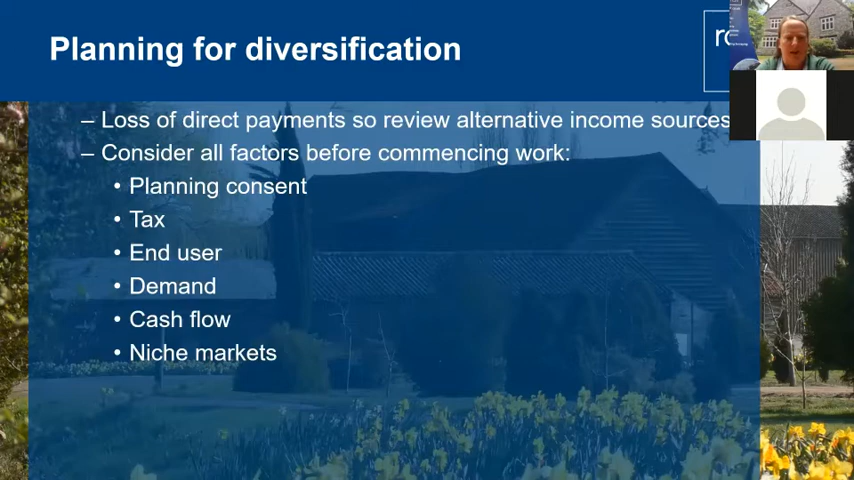 Planning for diversification
– Loss of direct payments so review alternative income sources
– Consider all factors before commencing work:
• Planning consent
• Tax
• End user
• Demand
• Cash flow
• Niche markets